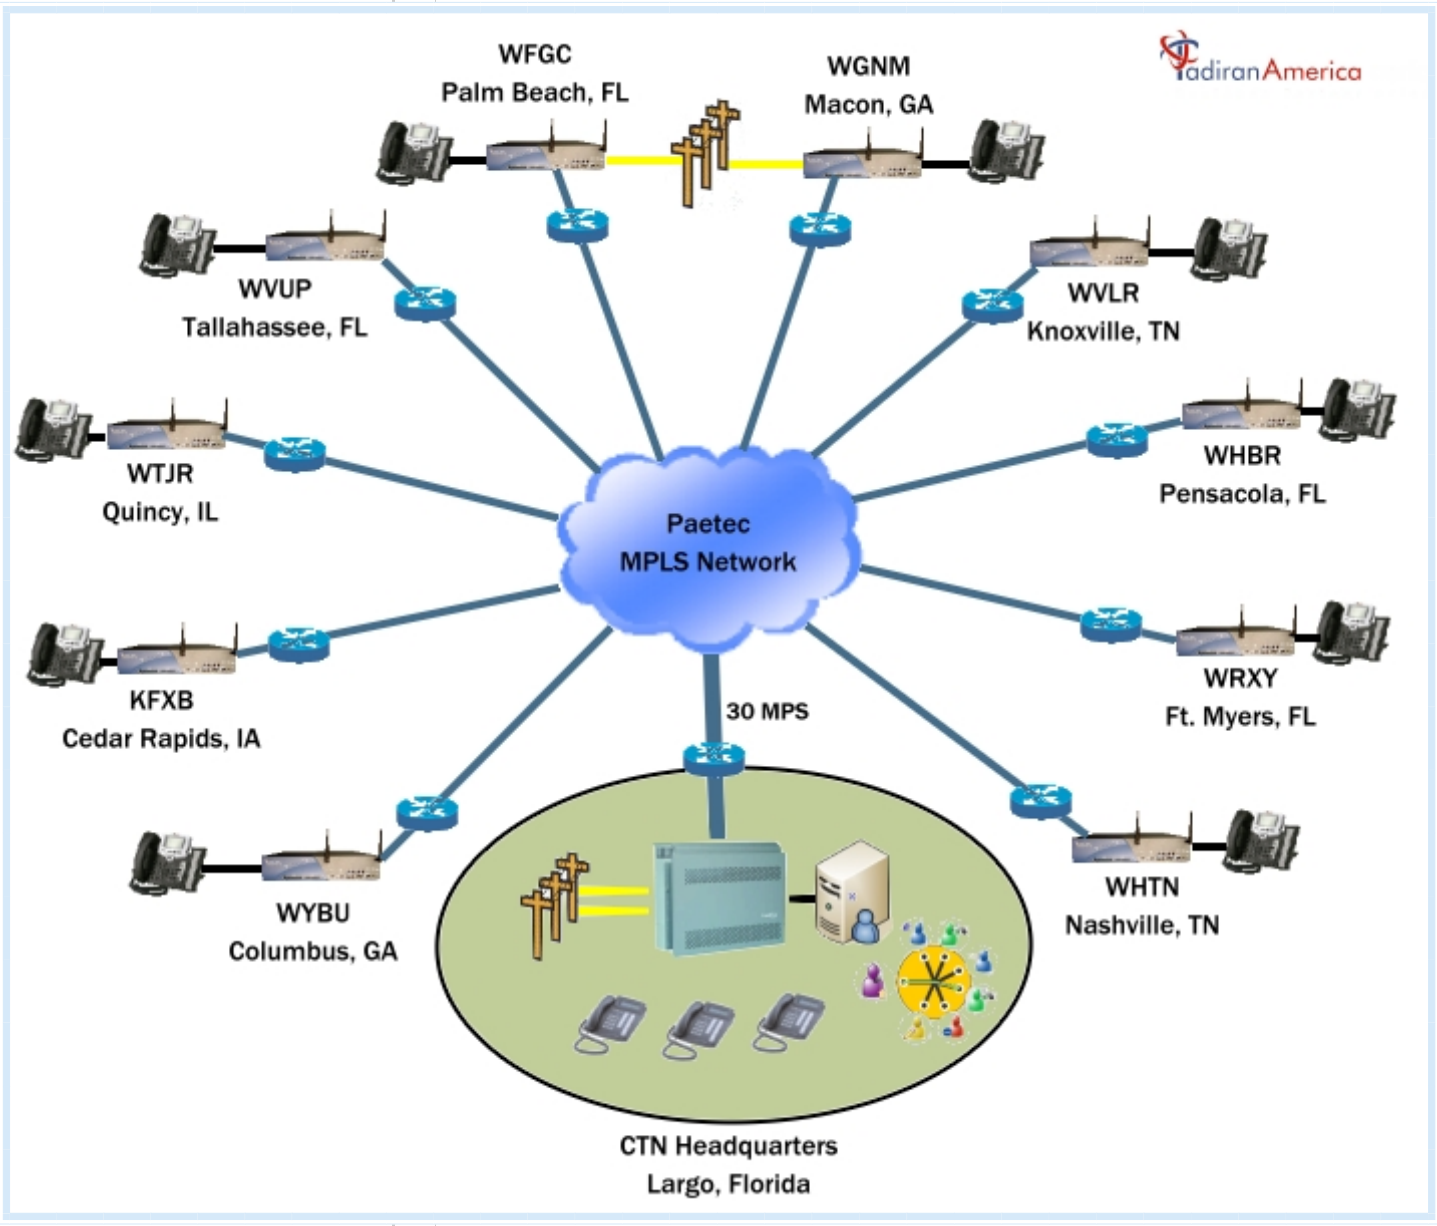 WFGC
Palm Beach, FL
WGNM
Macon, GA
Tadiran America
WVUP
Tallahassee, FL
WVLR
Knoxville, TN
WTJR
Quincy, IL
WHBR
Pensacola, FL
Paetec
MPLS Network
KFXB
Cedar Rapids, IA
WRXY
Ft. Myers, FL
30 MPS
WYBU
Columbus, GA
WHTN
Nashville, TN
CTN Headquarters
Largo, Florida